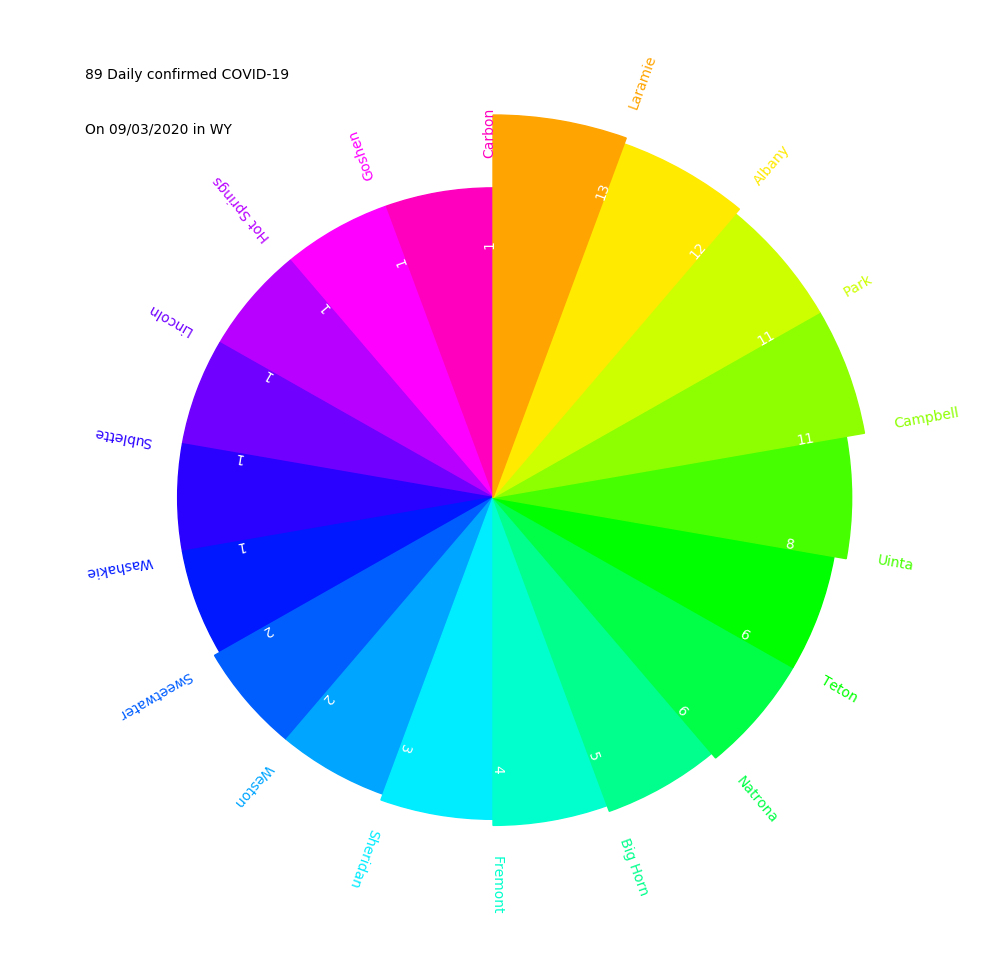 89 Daily confirmed COVID-19
On 09/03/2020 in WY
Laramie
13
Albany
12
Park
11
Campbell
11
Uinta
8
Teton
6
Natrona
6
Big Horn
5
Fremont
4
Sheridan
3
Weston
2
Sweetwater
2
Washakie
1
Sublette
1
Lincoln
1
Hot Springs
1
Goshen
1
Carbon
1